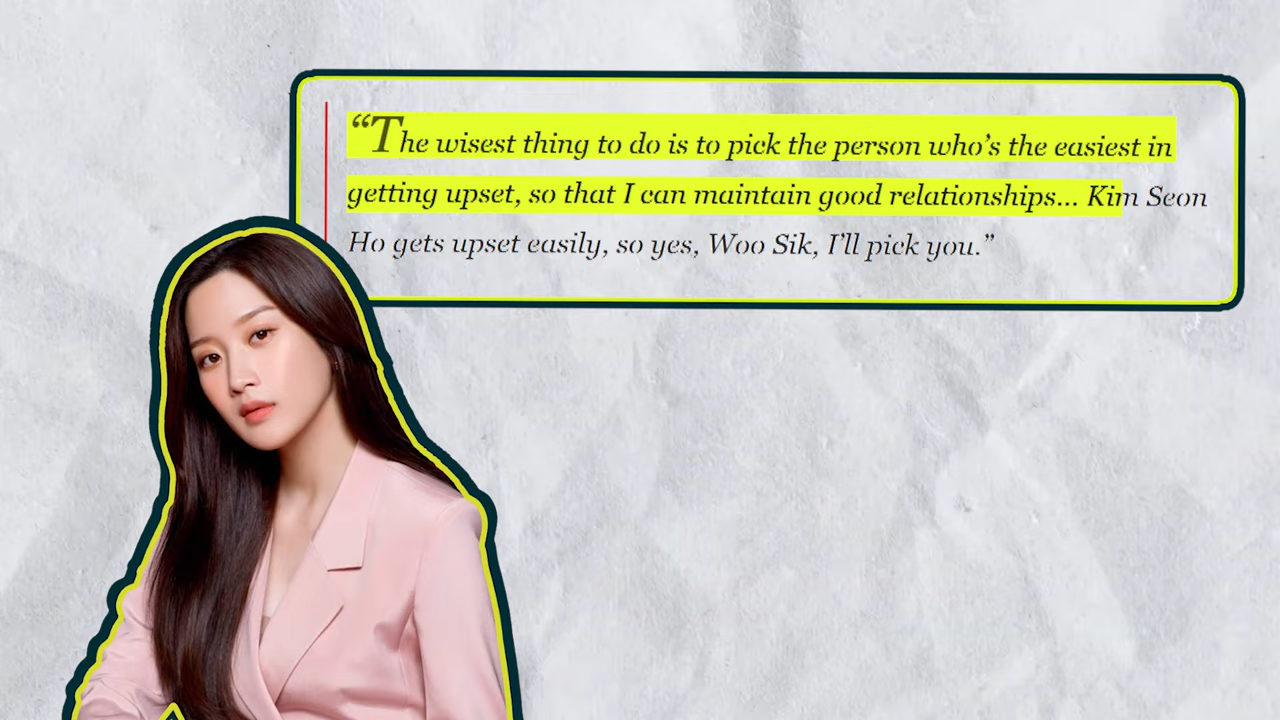 “The wisest thing to do is to pick the person who’s the easiest in
getting upset, so that I can maintain good relationships... Kim Seon
Ho gets upset easily, so yes, Woo Sik, I’ll pick you.”